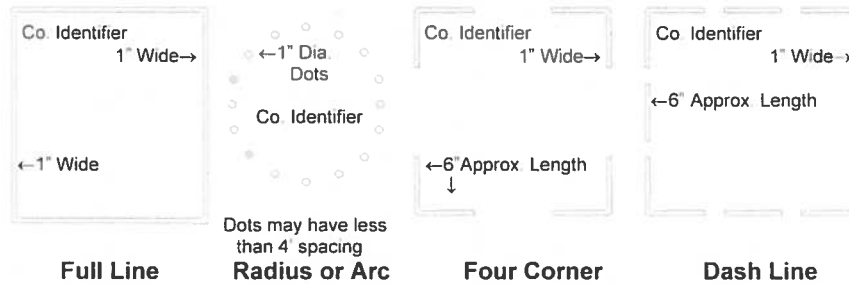 Co. Identifier
1" Wide→
←1" Wide
Full Line
←1" Dia.
Dots
Co. Identifier
Dots may have less
than 4' spacing
Radius or Arc
Co. Identifier
1" Wide→
←6"Approx. Length
↓
Four Corner
Co. Identifier
1" Wide→
←6" Approx. Length
Dash Line